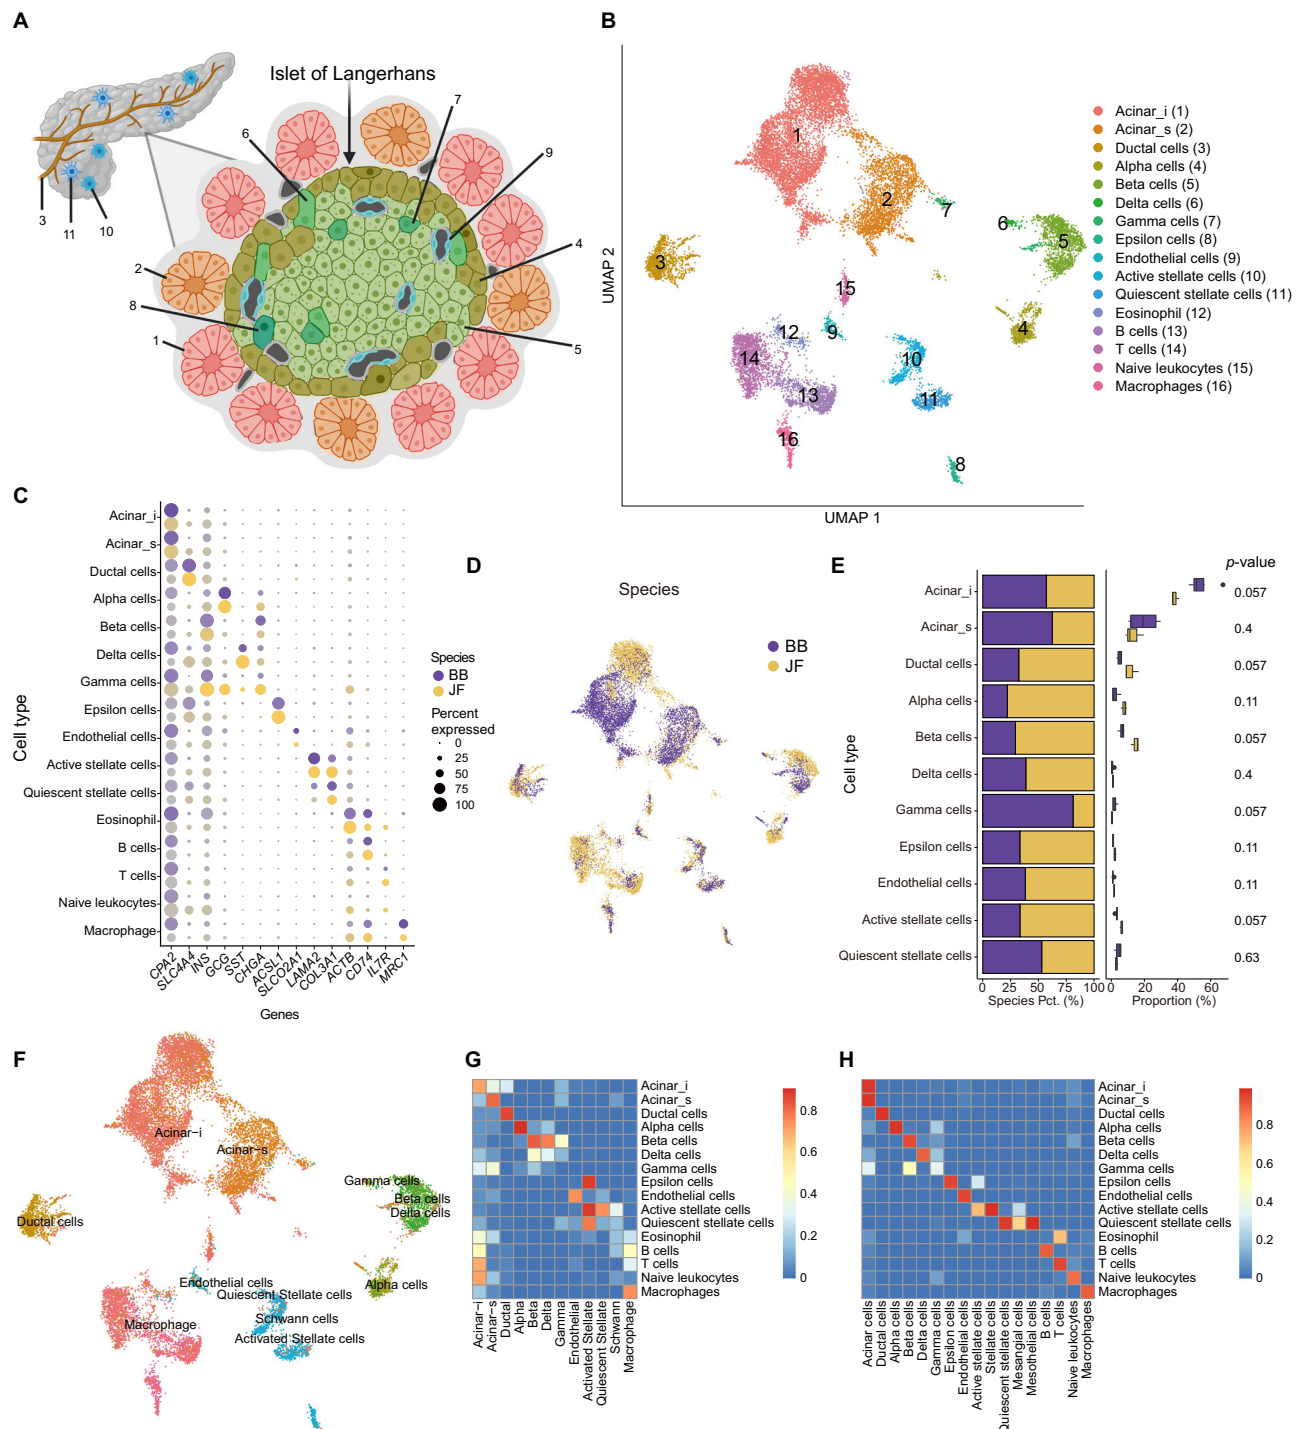 A
Islet of Langerhans
6
7
9
3
11
10
2
4
8
1
5
B
UMAP 2
UMAP 1
1
2
3
7
6
5
4
15
12
9
14
13
10
11
16
8
Acinar_i (1)
Acinar_s (2)
Ductal cells (3)
Alpha cells (4)
Beta cells (5)
Delta cells (6)
Gamma cells (7)
Epsilon cells (8)
Endothelial cells (9)
Active stellate cells (10)
Quiescent stellate cells (11)
Eosinophil (12)
B cells (13)
T cells (14)
Naive leukocytes (15)
Macrophages (16)
C
Cell type
Acinar_i
Acinar_s
Ductal cells
Alpha cells
Beta cells
Delta cells
Gamma cells
Epsilon cells
Endothelial cells
Active stellate cells
Quiescent stellate cells
Eosinophil
B cells
T cells
Naive leukocytes
Macrophage
CPA2
SLC4A4
INS
GCG
SST
CHGA
ACSL1
SLCO2A1
LAMA2
COL3A1
ACTB
CD74
IL7R
MRC1
Genes
Species
BB
JF
Percent
expressed
0
25
50
75
100
D
Species
BB
JF
E
p-value
Cell type
Acinar_i 0.057
Acinar_s 0.4
Ductal cells 0.057
Alpha cells 0.11
Beta cells 0.057
Delta cells 0.4
Gamma cells 0.057
Epsilon cells 0.11
Endothelial cells 0.11
Active stellate cells 0.057
Quiescent stellate cells 0.63
0 25 50 75 100
Species Pct. (%)
0 20 40 60
Proportion (%)
F
Acinar-i
Acinar-s
Gamma cells
Beta cells
Delta cells
Ductal cells
Endothelial cells
Quiescent Stellate cells
Alpha cells
Schwann cells
Macrophage
Activated Stellate cells
G
Acinar_i
Acinar_s
Ductal cells
Alpha cells
Beta cells
Delta cells
Gamma cells
Epsilon cells
Endothelial cells
Active stellate cells
Quiescent stellate cells
Eosinophil
B cells
T cells
Naive leukocytes
Macrophages
Acinar-i
Acinar-s
Ductal
Alpha
Beta
Delta
Gamma
Endothelial
Activated Stellate
Quiescent Stellate
Schwann
Macrophage
0.8
0.6
0.4
0.2
0
H
Acinar_i
Acinar_s
Ductal cells
Alpha cells
Beta cells
Delta cells
Gamma cells
Epsilon cells
Endothelial cells
Active stellate cells
Quiescent stellate cells
Eosinophil
B cells
T cells
Naive leukocytes
Macrophages
Acinar cells
Ductal cells
Alpha cells
Beta cells
Delta cells
Gamma cells
Epsilon cells
Endothelial cells
Active stellate cells
Stellate cells
Quiescent stellate cells
Mesangial cells
Mesothelial cells
B cells
T cells
Naive leukocytes
Macrophages
0.8
0.6
0.4
0.2
0